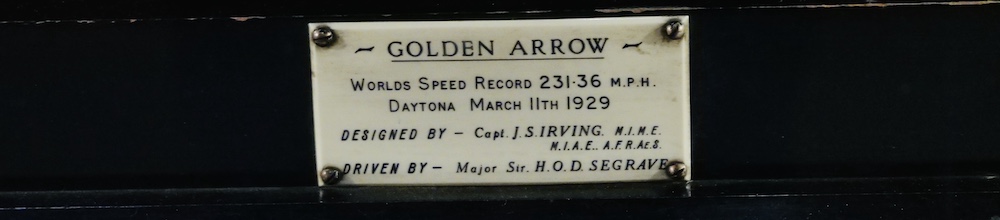 ~ GOLDEN ARROW ~
WORLDS SPEED RECORD 231·36 M.P.H.
DAYTONA MARCH 11TH 1929
DESIGNED BY – Capt. J.S. IRVING. M.I.M.E.
M.I.A.E.. A.F.R.AE.S.
DRIVEN BY – Major Sir. H.O.D. SEGRAVE